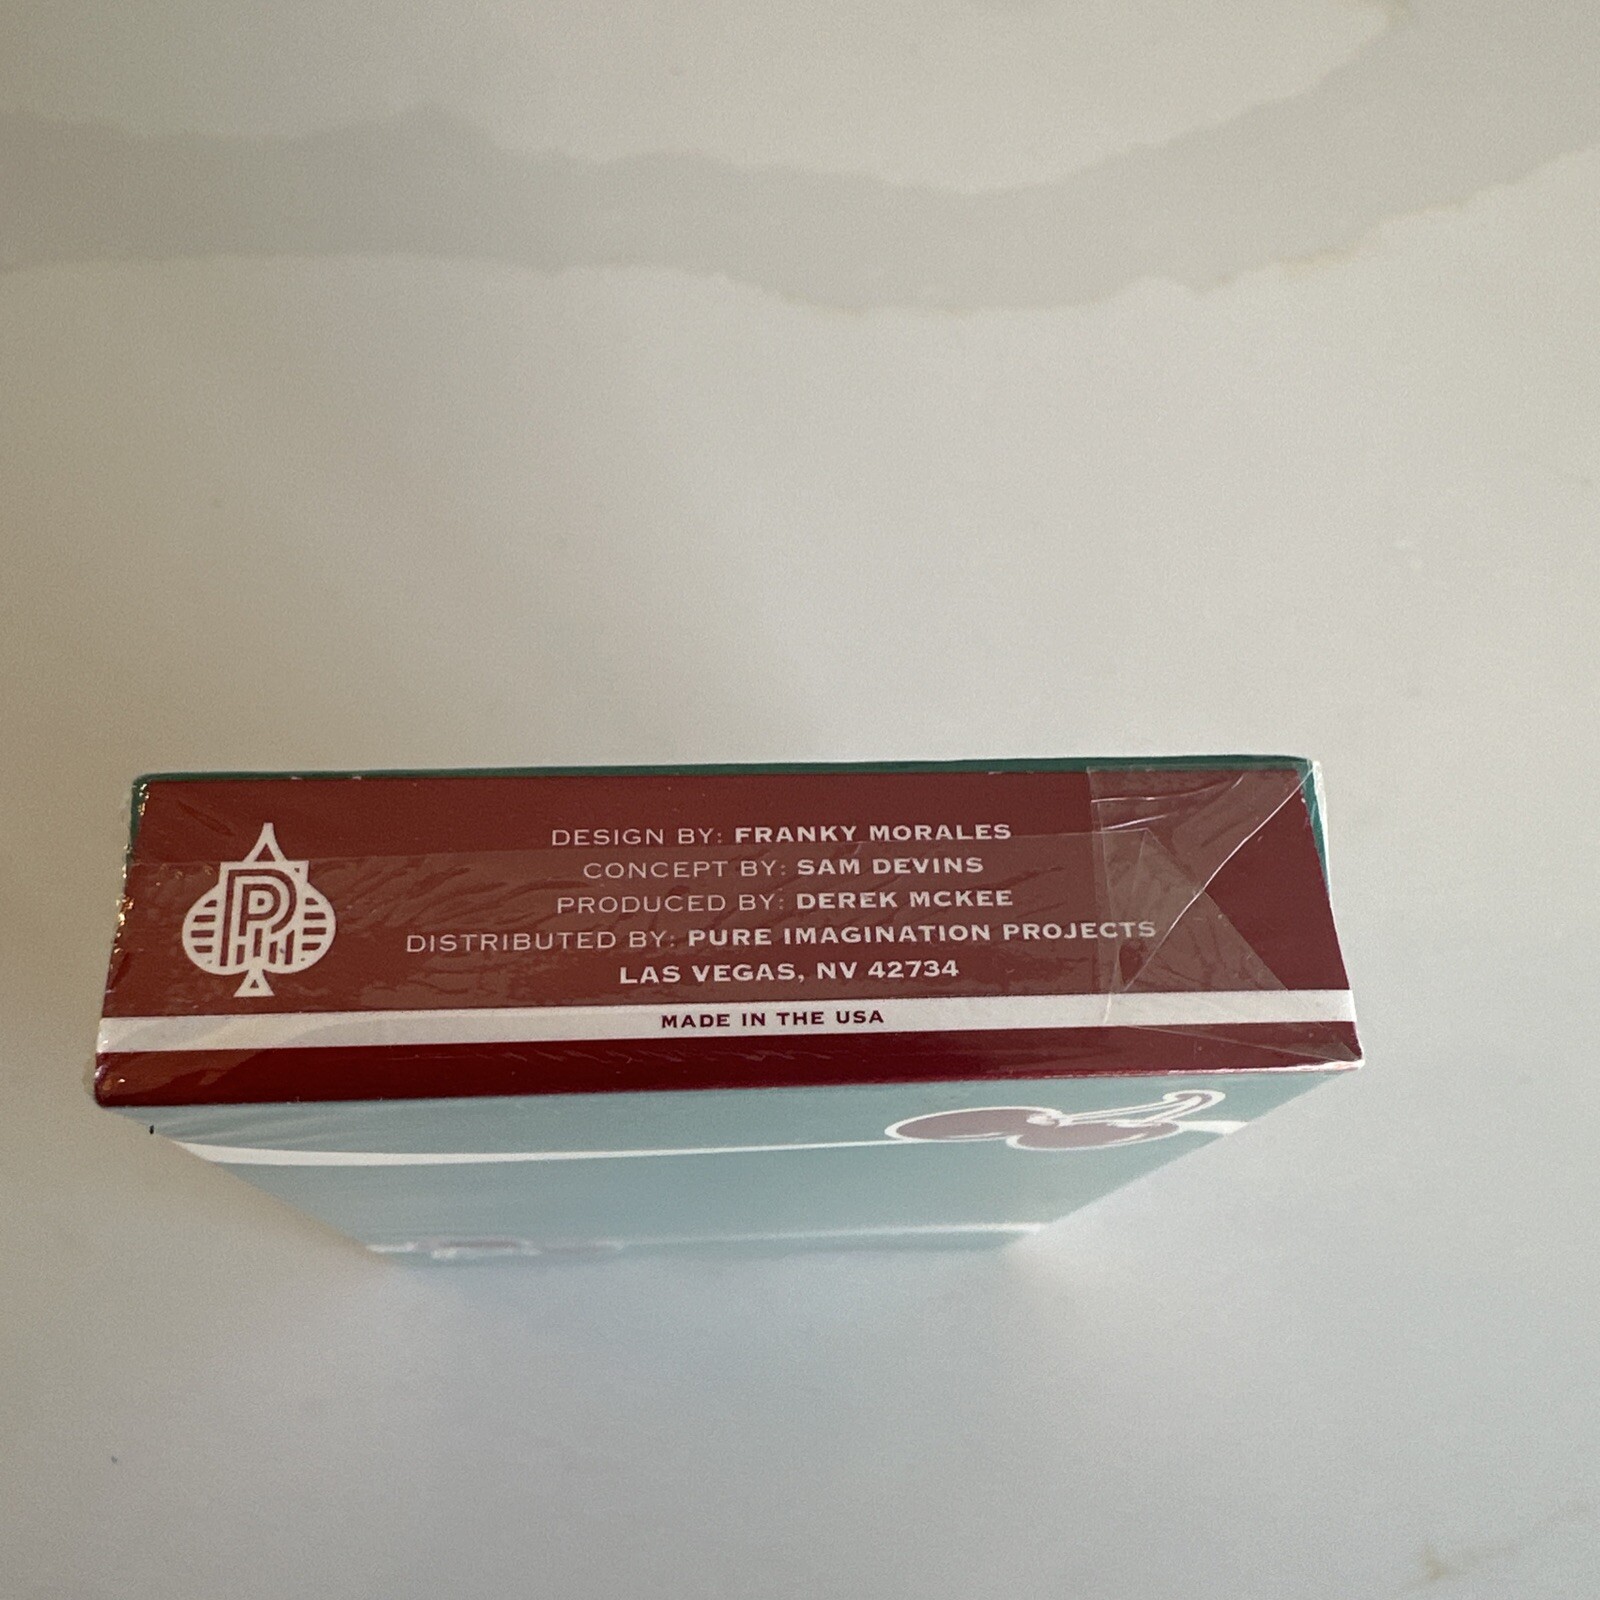 DESIGN BY: FRANKY MORALES
CONCEPT BY: SAM DEVINS
PRODUCED BY: DEREK MCKEE
DISTRIBUTED BY: PURE IMAGINATION PROJECTS
LAS VEGAS, NV 42734
MADE IN THE USA